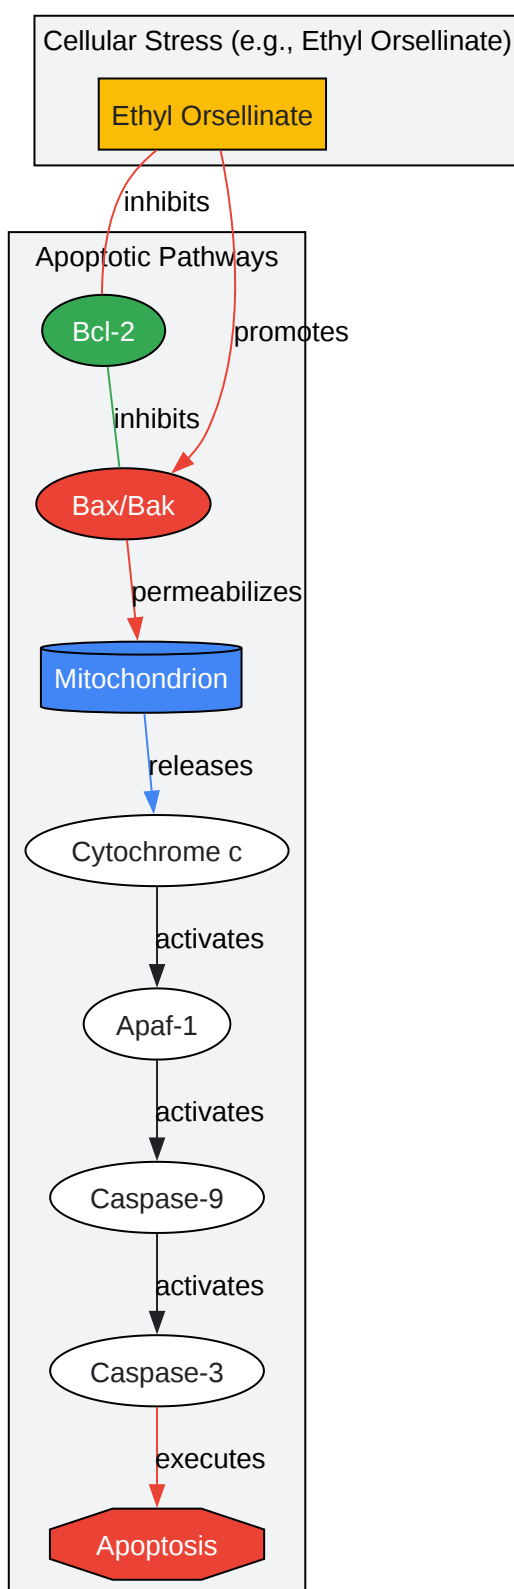 Cellular Stress (e.g., Ethyl Orsellinate)
Ethyl Orsellinate
inhibits
Apoptotic Pathways
Bcl-2
promotes
inhibits
Bax/Bak
permeabilizes
Mitochondrion
releases
Cytochrome c
activates
Apaf-1
activates
Caspase-9
activates
Caspase-3
executes
Apoptosis